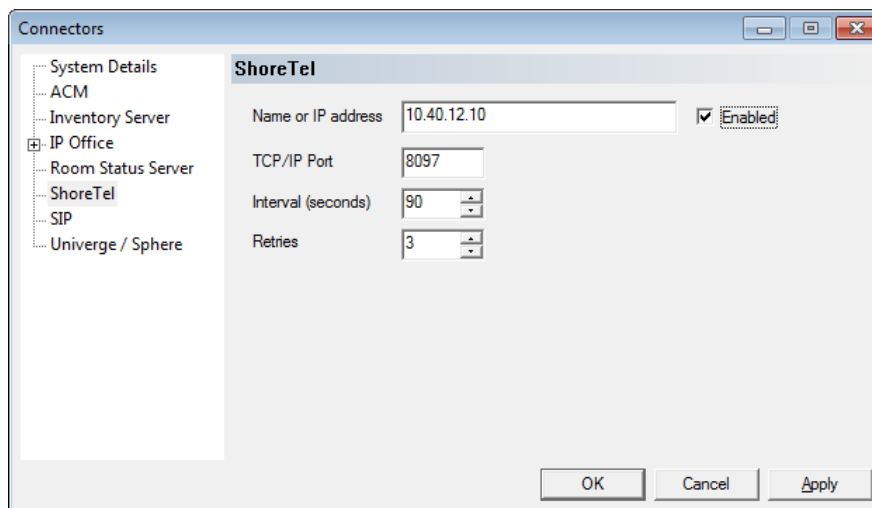 Connectors
System Details
ACM
Inventory Server
IP Office
Room Status Server
ShoreTel
SIP
Univerge / Sphere
ShoreTel
Name or IP address 10.40.12.10 Enabled
TCP/IP Port 8097
Interval (seconds) 90
Retries 3
OK Cancel Apply